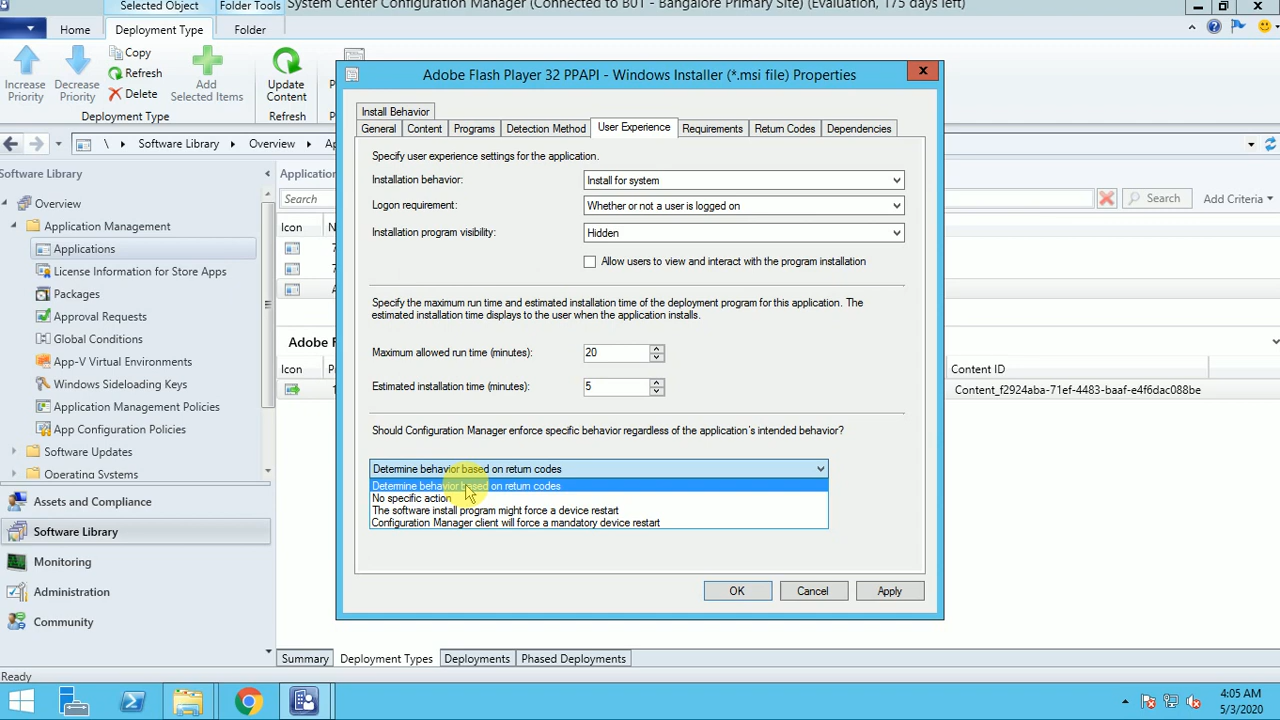 Selected Object
Folder Tools
System Center Configuration Manager (Connected to BUT - Bangalore Primary Site) (Evaluation, 175 days left)
Home
Deployment Type
Folder
Increase
Priority
Decrease
Priority
Copy
Refresh
Delete
Add
Selected Items
Update
Content
Deployment Type
Refresh
\ Software Library Overview
Software Library
Overview
Application Management
Applications
License Information for Store Apps
Packages
Approval Requests
Global Conditions
App-V Virtual Environments
Windows Sideloading Keys
Application Management Policies
App Configuration Policies
Software Updates
Operating Systems
Assets and Compliance
Software Library
Monitoring
Administration
Community
Ready
Search
Icon
Adobe F
Icon
Search
Add Criteria
Content ID
Content_f2924aba-71ef-4483-baaf-e4f6dac088be
Adobe Flash Player 32 PPAPI - Windows Installer (*.msi file) Properties
Install Behavior
General
Content
Programs
Detection Method
User Experience
Requirements
Return Codes
Dependencies
Specify user experience settings for the application.
Installation behavior:
Install for system
Logon requirement:
Whether or not a user is logged on
Installation program visibility:
Hidden
Allow users to view and interact with the program installation
Specify the maximum run time and estimated installation time of the deployment program for this application. The
estimated installation time displays to the user when the application installs.
Maximum allowed run time (minutes):
20
Estimated installation time (minutes):
5
Should Configuration Manager enforce specific behavior regardless of the application's intended behavior?
Determine behavior based on return codes
Determine behavior based on return codes
No specific action
The software install program might force a device restart
Configuration Manager client will force a mandatory device restart
OK
Cancel
Apply
Summary
Deployment Types
Deployments
Phased Deployments
4:05 AM
5/3/2020